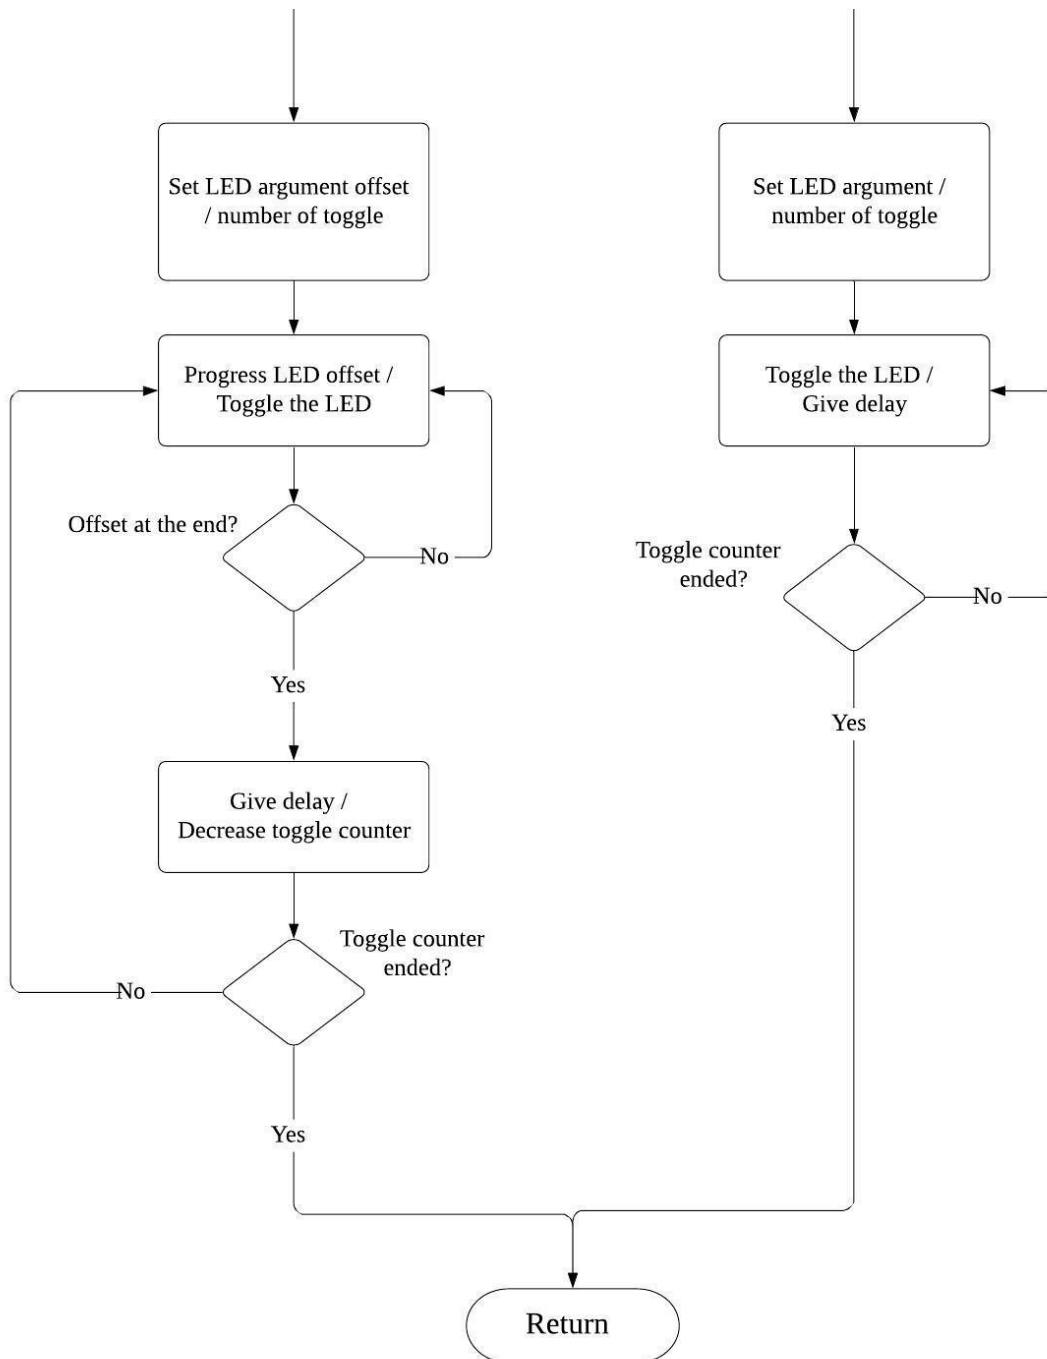 Set LED argument offset
/ number of toggle
Set LED argument /
number of toggle
Progress LED offset /
Toggle the LED
Toggle the LED /
Give delay
Offset at the end?
No
Toggle counter
ended?
No
Yes
Yes
Give delay /
Decrease toggle counter
Toggle counter
ended?
No
Yes
Return